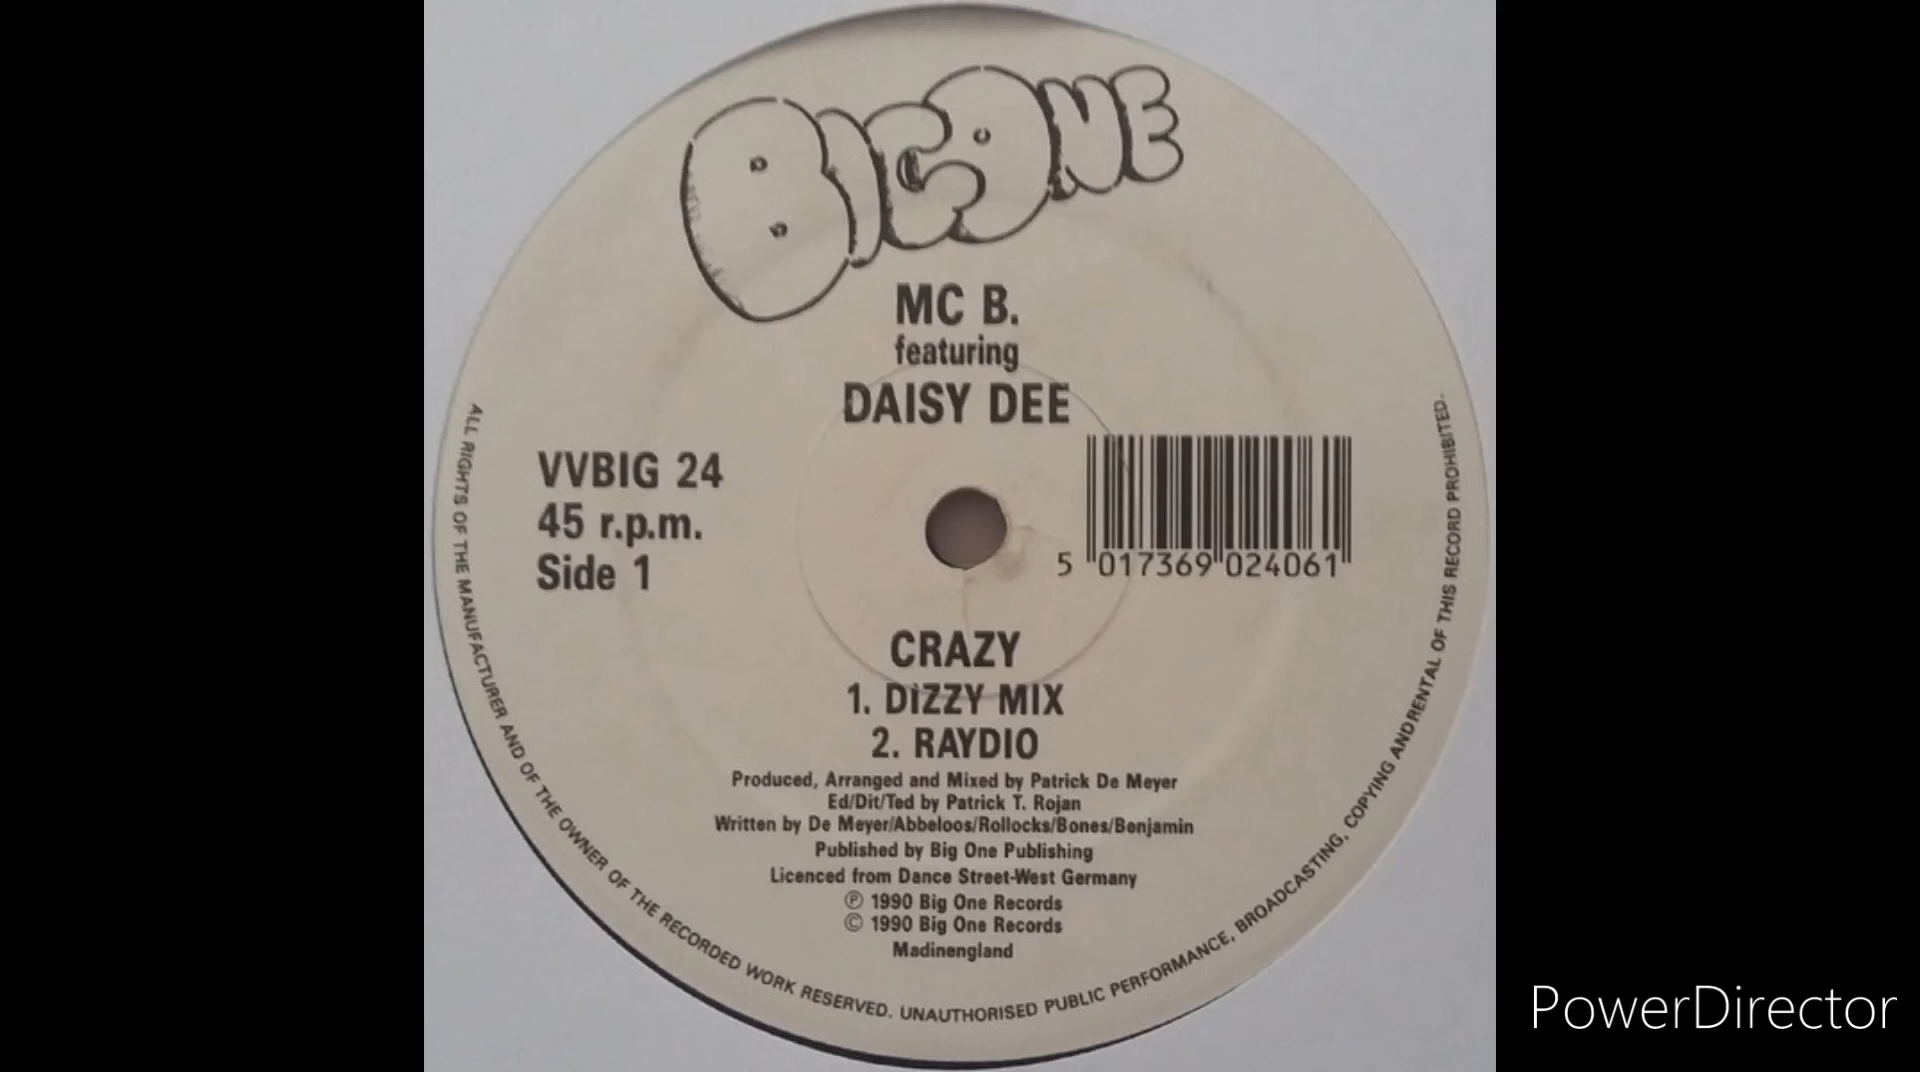 BIG ONE
MC B.
featuring
DAISY DEE
VVBIG 24
45 r.p.m.
Side 1
5 017369 024061
CRAZY
1. DIZZY MIX
2. RAYDIO
Produced, Arranged and Mixed by Patrick De Meyer
Ed/Dit/Ted by Patrick T. Rojan
Written by De Meyer/Abbeloos/Rollocks/Bones/Benjamin
Published by Big One Publishing
Licenced from Dance Street-West Germany
℗ 1990 Big One Records
© 1990 Big One Records
Madinengland
ALL RIGHTS OF THE MANUFACTURER AND OF THE OWNER OF THE RECORDED WORK RESERVED. UNAUTHORISED PUBLIC PERFORMANCE, BROADCASTING, COPYING AND RENTAL OF THIS RECORD PROHIBITED.
PowerDirector